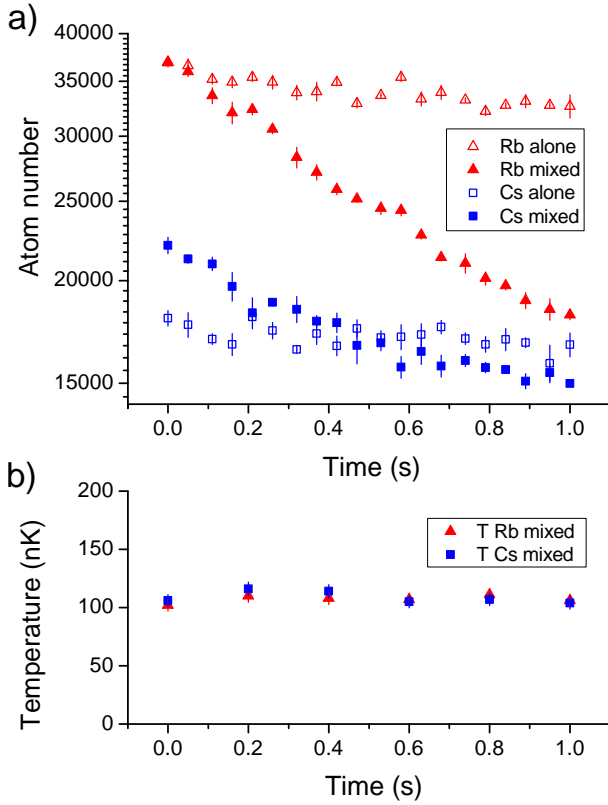 a)
40000
35000
30000
25000
20000
15000
Atom number
Rb alone
Rb mixed
Cs alone
Cs mixed
0.0 0.2 0.4 0.6 0.8 1.0
Time (s)
b)
200
150
100
50
0
Temperature (nK)
T Rb mixed
T Cs mixed
0.0 0.2 0.4 0.6 0.8 1.0
Time (s)